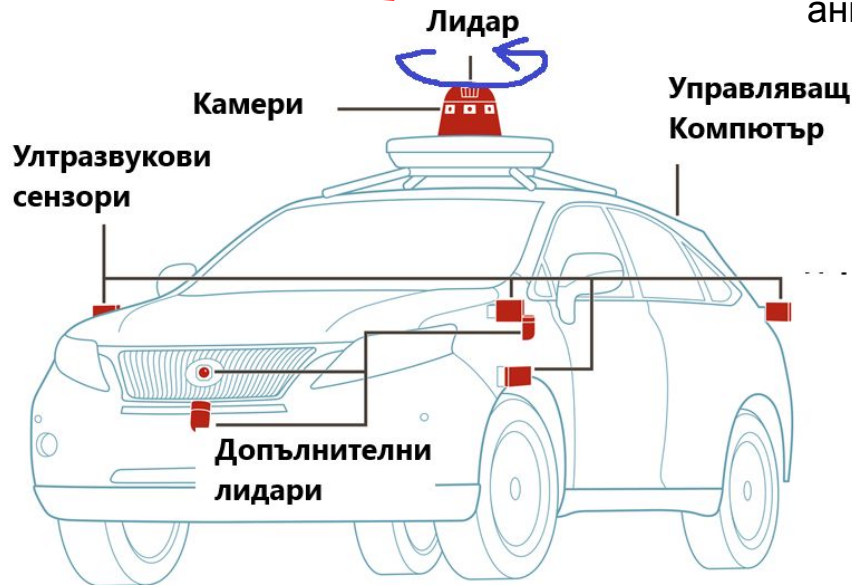 Лидар
Камери
Управляващ
Компютър
Ултразвукови
сензори
Допълнителни
лидари